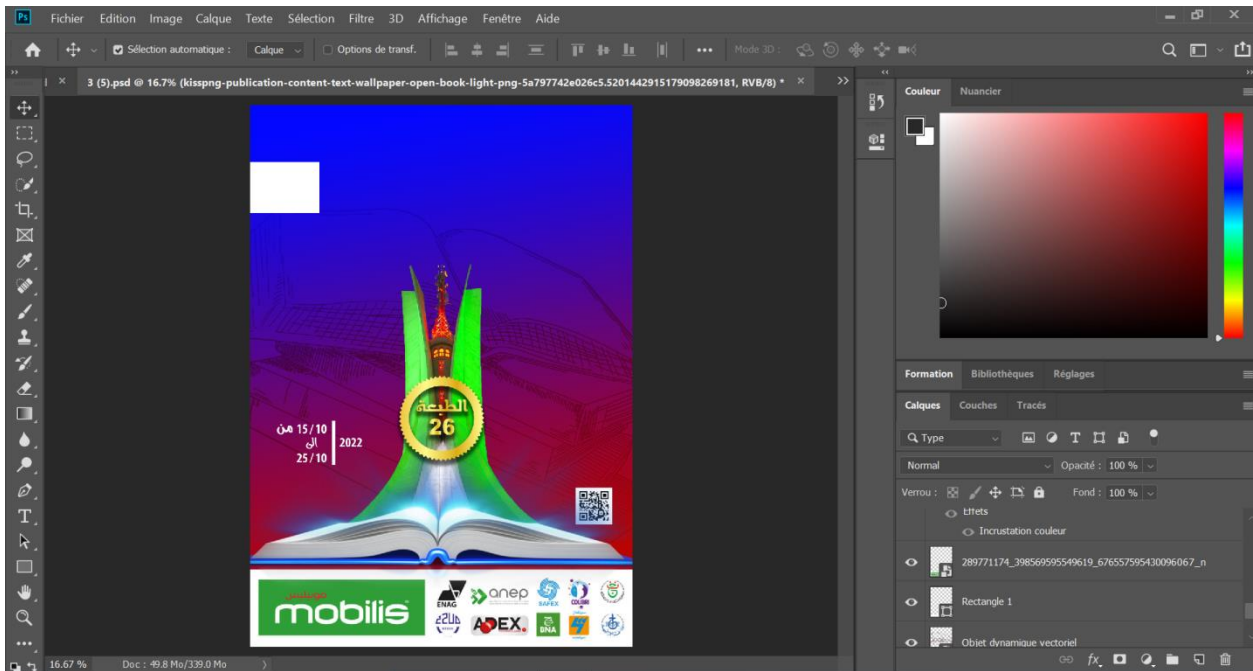 Fichier Edition Image Calque Texte Sélection Filtre 3D Affichage Fenêtre Aide
Sélection automatique : Calque Options de transf. Mode 3D :
3 (5).psd @ 16.7% (kisspng-publication-content-text-wallpaper-open-book-light-png-5a797742e026c5.5201442915179098269181, RVB/8) *
Couleur Nuancier
الطبعة
26
من 15/10
الى
25/10
2022
موبيليس
mobilis
ENAG
anep
SAFEX
COLIBRI
APEX.
BNA
Formation Bibliothèques Réglages
Calques Couches Tracés
Type
Normal Opacité : 100 %
Verrou : Fond : 100 %
Effets
Incrustation couleur
289771174_398569595549619_676557595430096067_n
Rectangle 1
Objet dynamique vectoriel
16.67 % Doc : 49.8 Mo/339.0 Mo